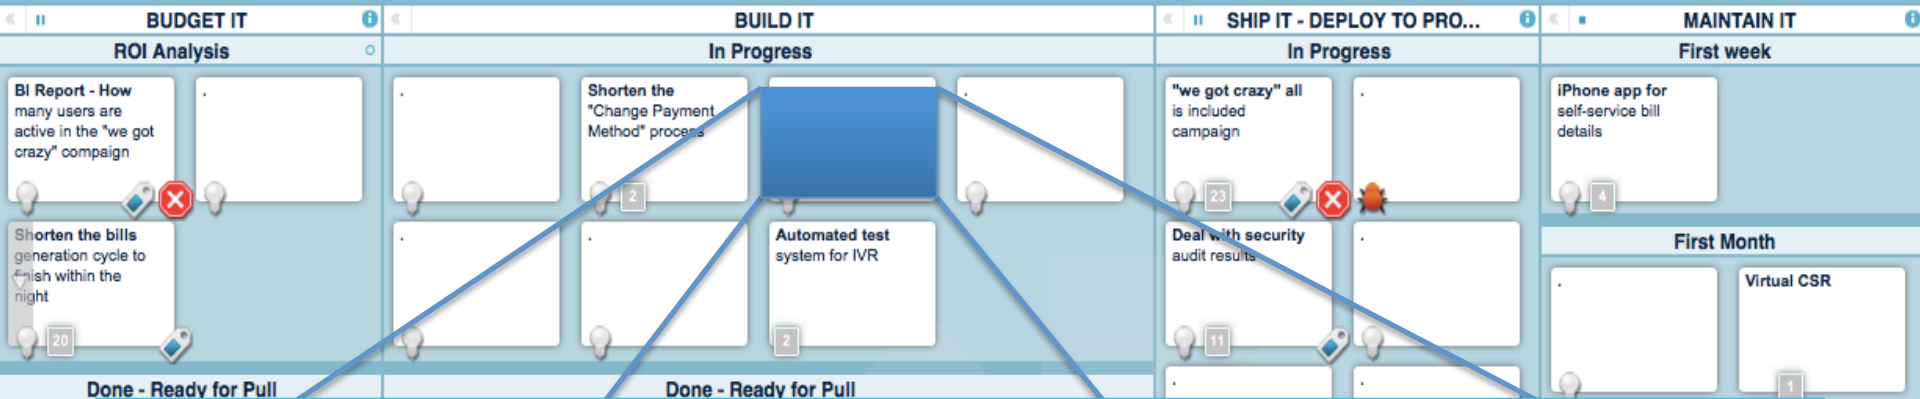 BUDGET IT
ROI Analysis
BI Report - How
many users are
active in the "we got
crazy" compaign
.
Shorten the bills
generation cycle to
finish within the
night
20
Done - Ready for Pull
BUILD IT
In Progress
.
Shorten the
"Change Payment
Method" process
2
.
.
.
Automated test
system for IVR
2
Done - Ready for Pull
SHIP IT - DEPLOY TO PRO...
In Progress
"we got crazy" all
is included
campaign
23
.
Deal with security
audit results
11
.
.
.
MAINTAIN IT
First week
iPhone app for
self-service bill
details
4
First Month
.
Virtual CSR
1